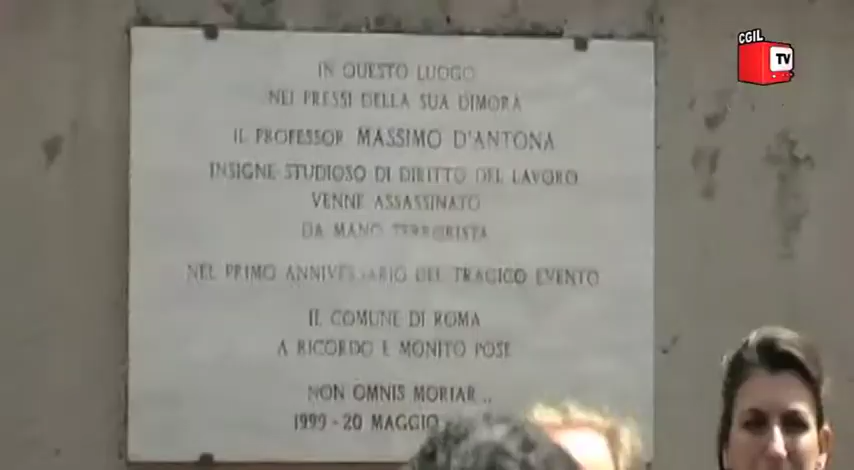 CGIL
TV
IN QUESTO LUOGO
NEI PRESSI DELLA SUA DIMORA
IL PROFESSOR MASSIMO D'ANTONA
INSIGNE STUDIOSO DI DIRITTO DEL LAVORO
VENNE ASSASSINATO
DA MANO TERRORISTA
NEL PRIMO ANNIVERSARIO DEL TRAGICO EVENTO
IL COMUNE DI ROMA
A RICORDO E MONITO POSE
NON OMNIS MORIAR..
1999 - 20 MAGGIO